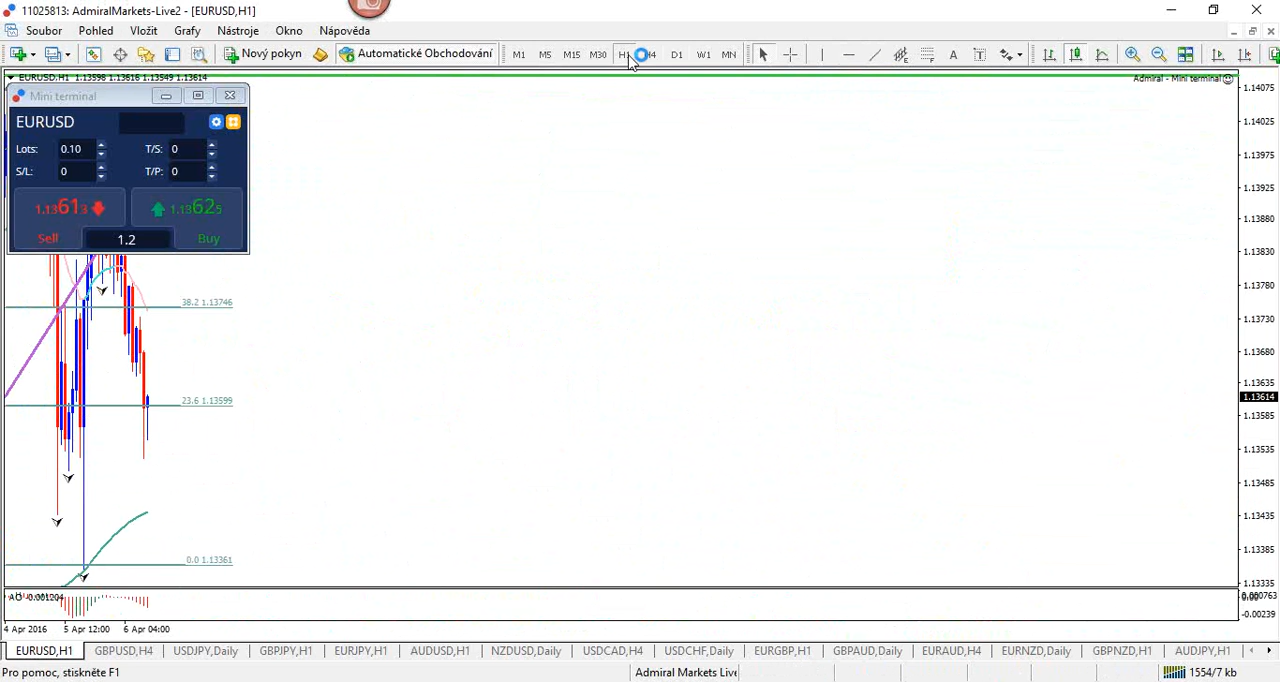 11025813: AdmiralMarkets-Live2 - [EURUSD,H1]
Soubor Pohled Vložit Grafy Nástroje Okno Nápověda
Nový pokyn Automatické Obchodování M1 M5 M15 M30 H1 H4 D1 W1 MN A T
EURUSD.H1 1.13598 1.13616 1.13549 1.13614
Admiral - Mini terminal
Mini terminal
EURUSD
Lots: 0.10 T/S: 0
S/L: 0 T/P: 0
1.13613 1.13625
Sell 1.2 Buy
38.2 1.13746
23.6 1.13599
0.0 1.13361
1.14075
1.14025
1.13975
1.13925
1.13880
1.13830
1.13780
1.13730
1.13680
1.13635
1.13614
1.13585
1.13535
1.13485
1.13435
1.13385
1.13335
AO -0.001204
0.000763
0.00
-0.00239
4 Apr 2016 5 Apr 12:00 6 Apr 04:00
EURUSD,H1 GBPUSD,H4 USDJPY,Daily GBPJPY,H1 EURJPY,H1 AUDUSD,H1 NZDUSD,Daily USDCAD,H4 USDCHF,Daily EURGBP,H1 GBPAUD,Daily EURAUD,H4 EURNZD,Daily GBPNZD,H1 AUDJPY,H1
Pro pomoc, stiskněte F1 Admiral Markets Live 1554/7 kb